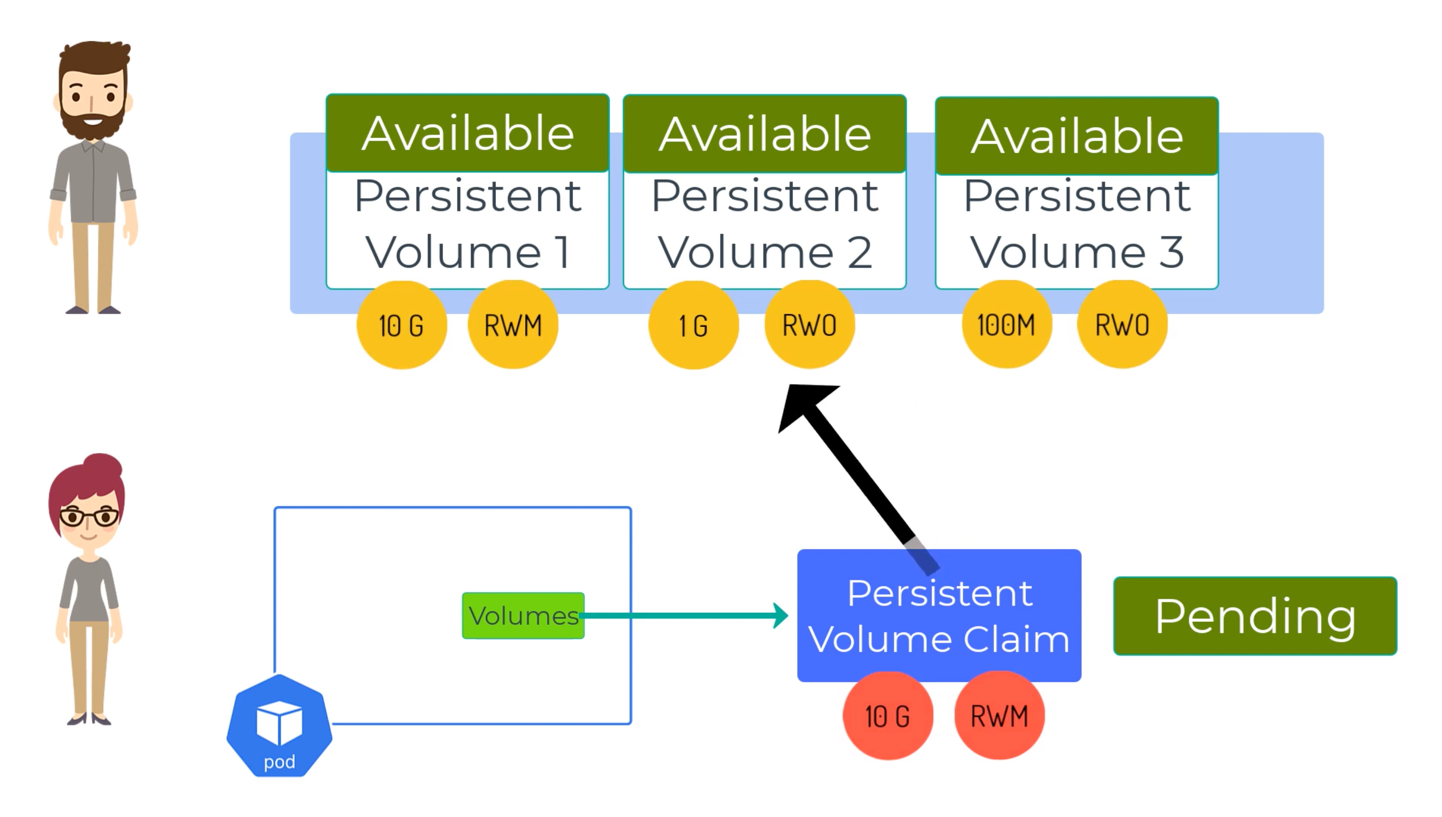 Available
Persistent
Volume 1
10 G
RWM
Available
Persistent
Volume 2
1 G
RWO
Available
Persistent
Volume 3
100M
RWO
Volumes
pod
Persistent
Volume Claim
10 G
RWM
Pending